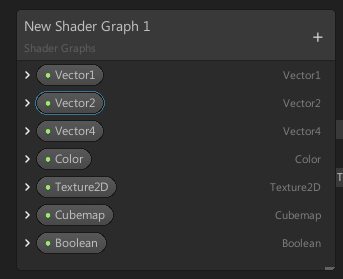 New Shader Graph 1
+
Shader Graphs
Vector1 Vector1
Vector2 Vector2
Vector4 Vector4
Color Color
Texture2D Texture2D
Cubemap Cubemap
Boolean Boolean
T